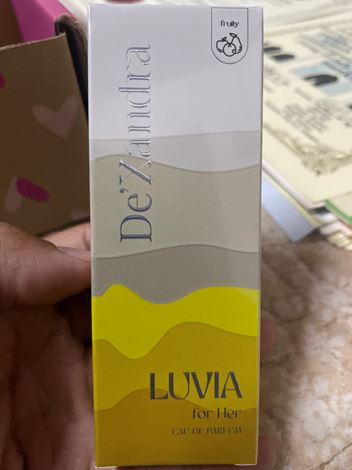 fruity
De'Zandra
LUVIA
for Her
EAU DE PARFUM